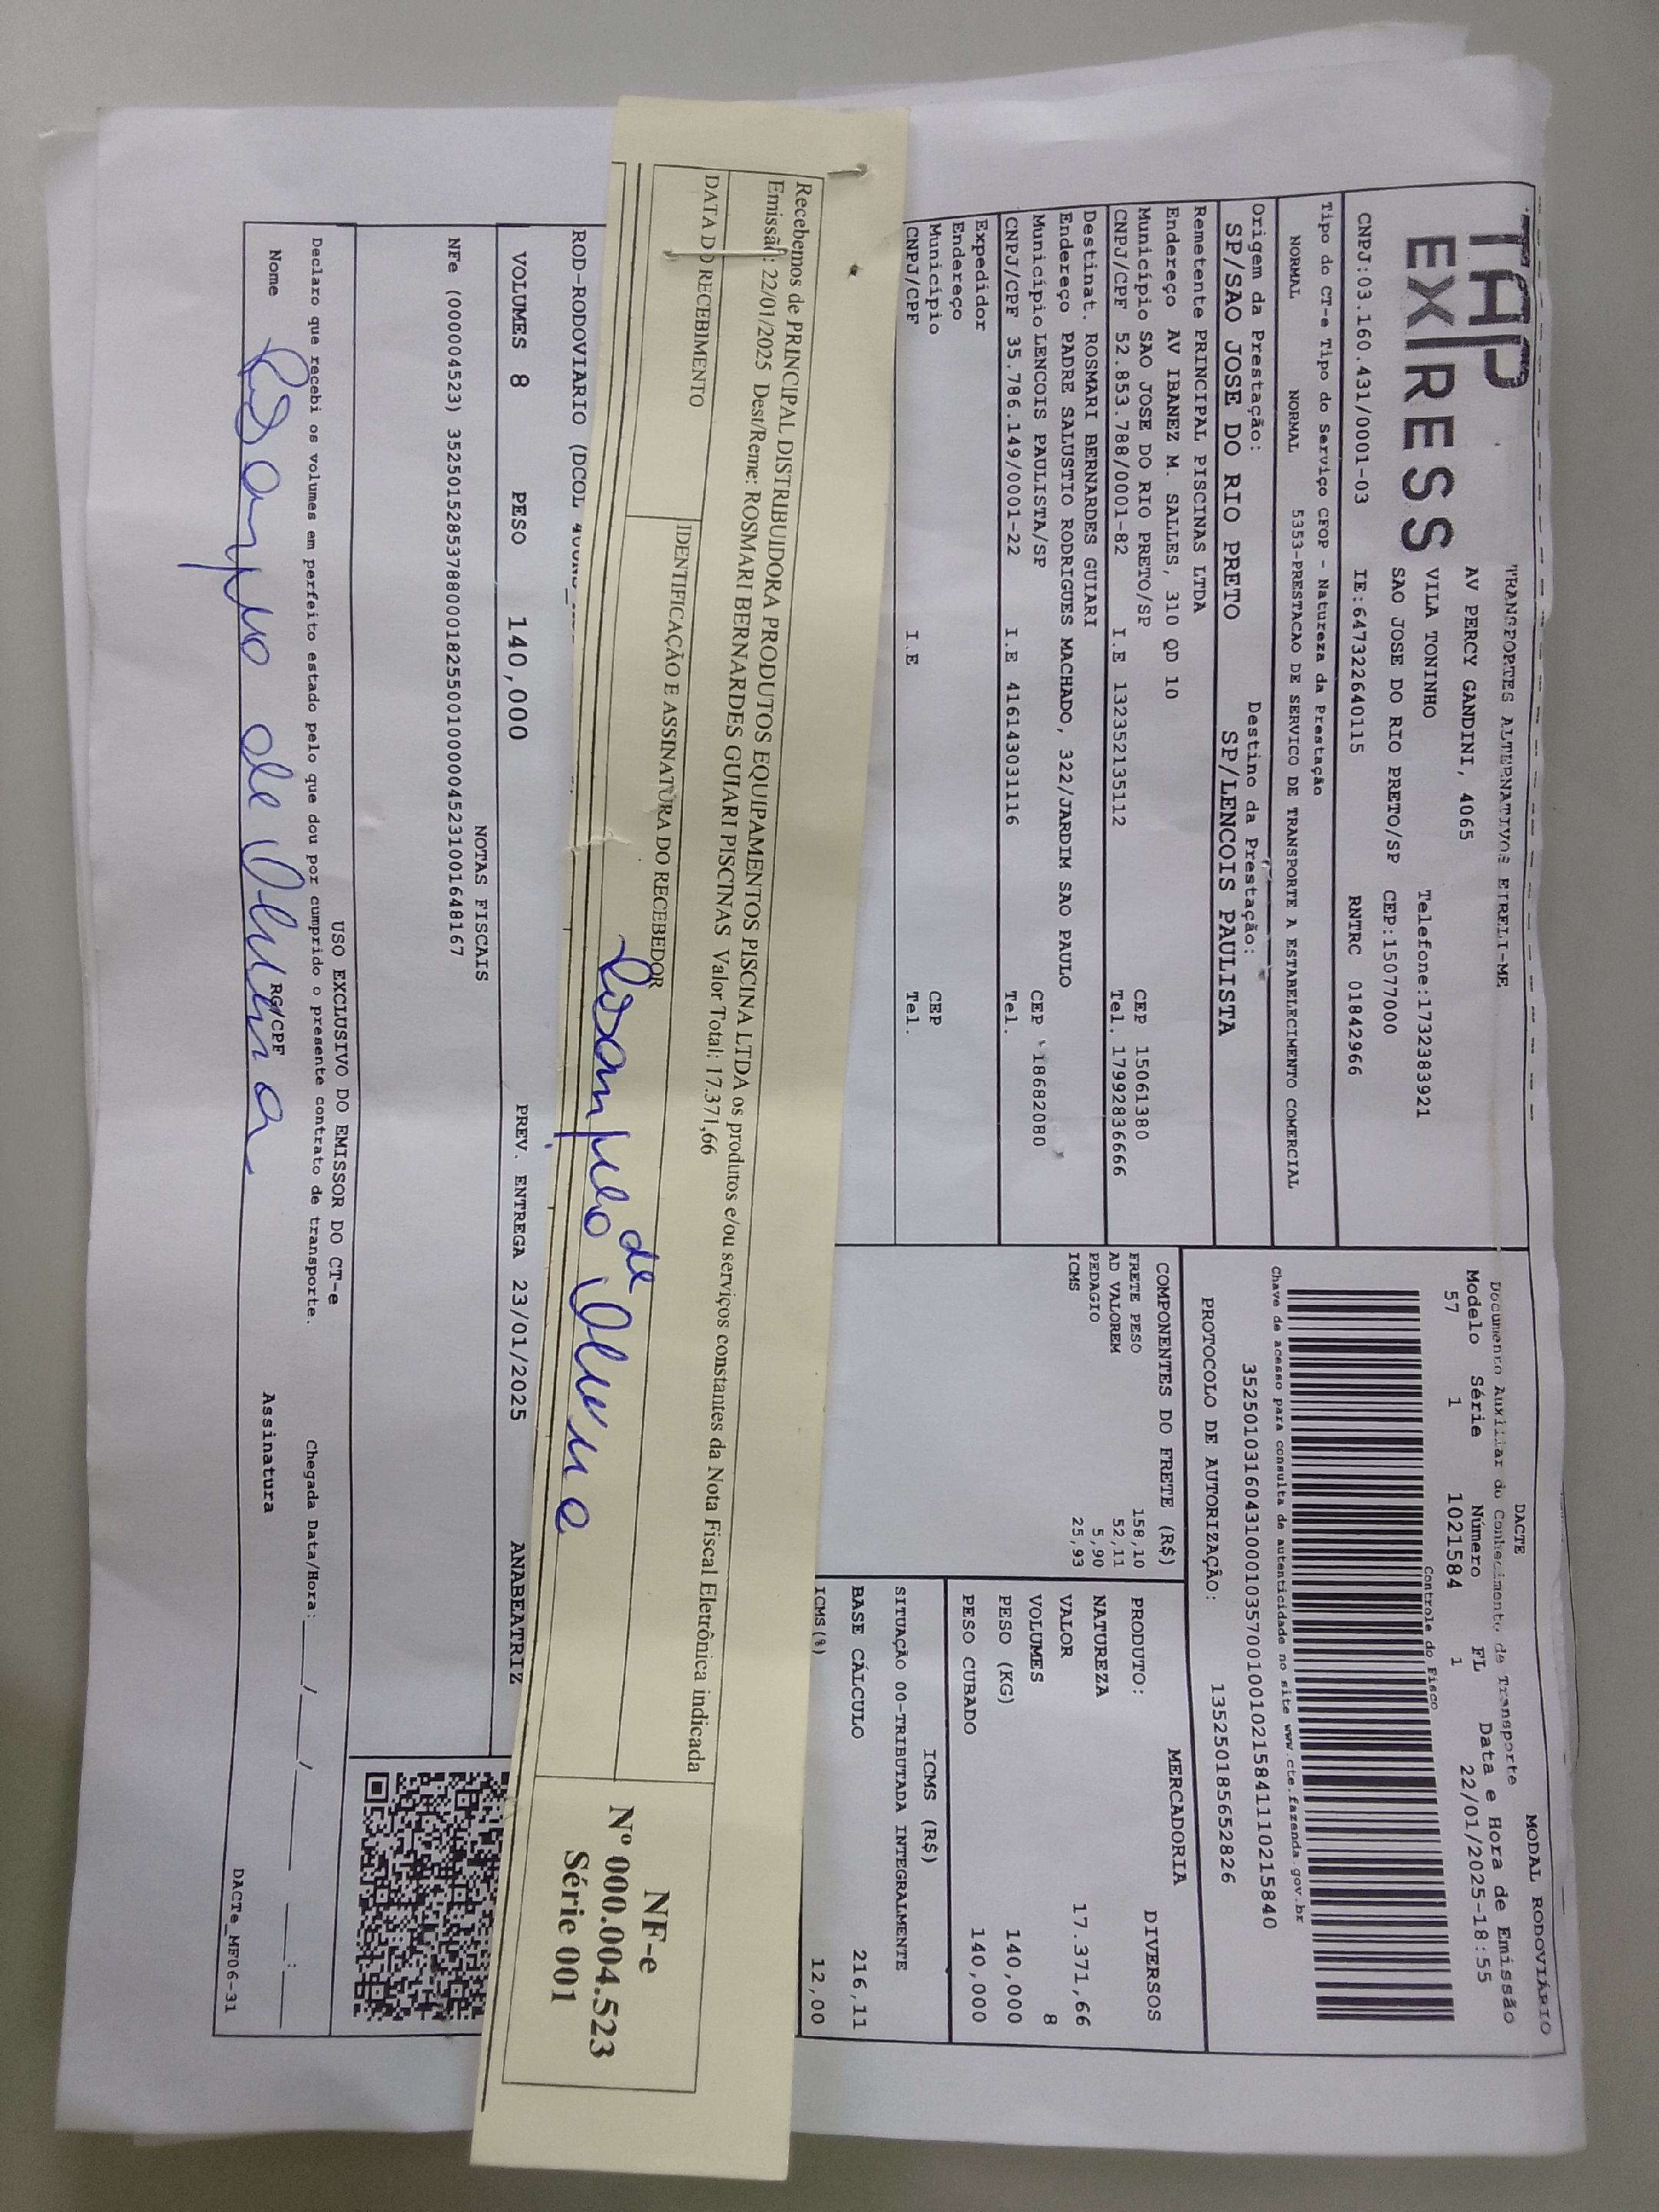 TAP
EXPRESS
TRANSPORTES ALTERNATIVOS EIRELI-ME
AV PERCY GANDINI, 4065
VILA TONINHO Telefone:1732383921
SAO JOSE DO RIO PRETO/SP CEP:15077000
CNPJ:03.160.431/0001-03 IE:647322640115 RNTRC 01842966
Tipo do CT-e Tipo do Serviço CFOP - Natureza da Prestação
NORMAL NORMAL 5353-PRESTACAO DE SERVICO DE TRANSPORTE A ESTABELECIMENTO COMERCIAL
Origem da Prestação: Destino da Prestação:
SP/SAO JOSE DO RIO PRETO SP/LENCOIS PAULISTA
Remetente PRINCIPAL PISCINAS LTDA
Endereço AV IBANEZ M. SALLES, 310 QD 10
Município SAO JOSE DO RIO PRETO/SP CEP 15061380
CNPJ/CPF 52.853.788/0001-82 I.E 132352135112 Tel. 17992836666
Destinat. ROSMARI BERNARDES GUIARI
Endereço PADRE SALUSTIO RODRIGUES MACHADO, 322/JARDIM SAO PAULO
Município LENCOIS PAULISTA/SP CEP 18682080
CNPJ/CPF 35.786.149/0001-22 I.E 416143031116 Tel.
Expedidor
Endereço
Município CEP
CNPJ/CPF I.E Tel.
MODAL RODOVIÁRIO
DACTE
Documento Auxiliar do Conhecimento de Transporte
Modelo Série Número FL Data e Hora de Emissão
57 1 1021584 1 22/01/2025-18:55
Controle do Fisco
Chave de acesso para consulta de autenticidade no site www.cte.fazenda.gov.br
35250103160431000103570010010215841110215840
PROTOCOLO DE AUTORIZAÇÃO: 135250185652826
COMPONENTES DO FRETE (R$)
FRETE PESO 158,10
AD VALOREM 52,11
PEDAGIO 5,90
ICMS 25,93
MERCADORIA
PRODUTO: DIVERSOS
NATUREZA
VALOR 17.371,66
VOLUMES 8
PESO (KG) 140,000
PESO CUBADO 140,000
ICMS (R$)
SITUAÇÃO 00-TRIBUTADA INTEGRALMENTE
BASE CÁLCULO 216,11
ICMS(%) 12,00
Recebemos de PRINCIPAL DISTRIBUIDORA PRODUTOS EQUIPAMENTOS PISCINA LTDA os produtos e/ou serviços constantes da Nota Fiscal Eletrônica indicada
Emissão: 22/01/2025 Dest/Reme: ROSMARI BERNARDES GUIARI PISCINAS Valor Total: 17.371,66
DATA DO RECEBIMENTO IDENTIFICAÇÃO E ASSINATURA DO RECEBEDOR
de
NF-e
Nº 000.004.523
Série 001
ROD-RODOVIARIO (DCOL
VOLUMES 8 PESO 140,000 PREV. ENTREGA 23/01/2025 ANABEATRIZ
NOTAS FISCAIS
NFe (000004523) 35250152853788000182550010000045231001648167
USO EXCLUSIVO DO EMISSOR DO CT-e
Declaro que recebi os volumes em perfeito estado pelo que dou por cumprido o presente contrato de transporte. Chegada Data/Hora:____/____/____ __:__
Nome RG/CPF Assinatura
de
DACTe_MF06-31